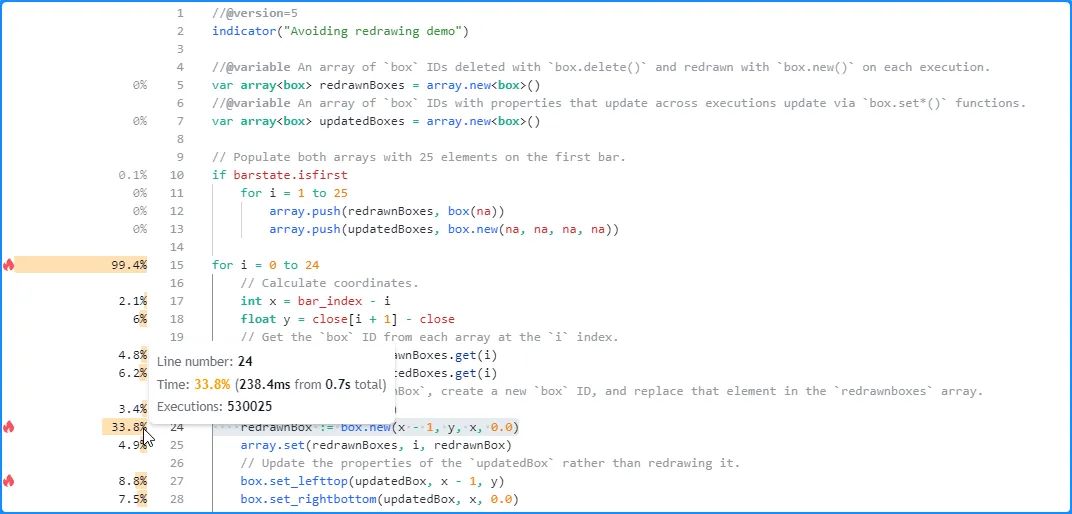 1 //@version=5
2 indicator("Avoiding redrawing demo")
3
4 //@variable An array of `box` IDs deleted with `box.delete()` and redrawn with `box.new()` on each execution.
0% 5 var array<box> redrawnBoxes = array.new<box>()
6 //@variable An array of `box` IDs with properties that update across executions update via `box.set*()` functions.
0% 7 var array<box> updatedBoxes = array.new<box>()
8
9 // Populate both arrays with 25 elements on the first bar.
0.1% 10 if barstate.isfirst
0% 11 for i = 1 to 25
0% 12 array.push(redrawnBoxes, box(na))
0% 13 array.push(updatedBoxes, box.new(na, na, na, na))
14
99.4% 15 for i = 0 to 24
16 // Calculate coordinates.
2.1% 17 int x = bar_index - i
6% 18 float y = close[i + 1] - close
19 // Get the `box` ID from each array at the `i` index.
4.8% wnBoxes.get(i)
6.2% edBoxes.get(i)
Box`, create a new `box` ID, and replace that element in the `redrawnboxes` array.
3.4% )
Line number: 24
Time: 33.8% (238.4ms from 0.7s total)
Executions: 530025
33.8% 24 redrawnBox := box.new(x - 1, y, x, 0.0)
4.9% 25 array.set(redrawnBoxes, i, redrawnBox)
26 // Update the properties of the `updatedBox` rather than redrawing it.
8.8% 27 box.set_lefttop(updatedBox, x - 1, y)
7.5% 28 box.set_rightbottom(updatedBox, x, 0.0)